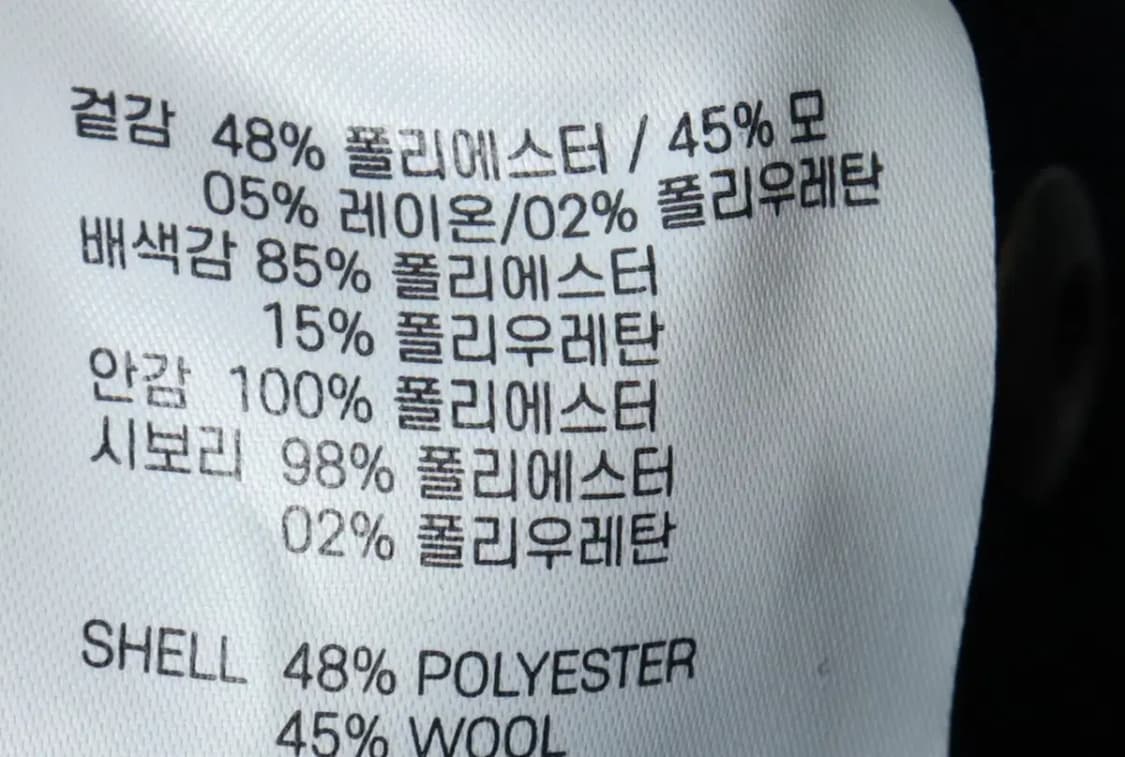 겉감 48% 폴리에스터 / 45% 모
05% 레이온/02% 폴리우레탄
배색감 85% 폴리에스터
15% 폴리우레탄
안감 100% 폴리에스터
시보리 98% 폴리에스터
02% 폴리우레탄
SHELL 48% POLYESTER
45% WOOL